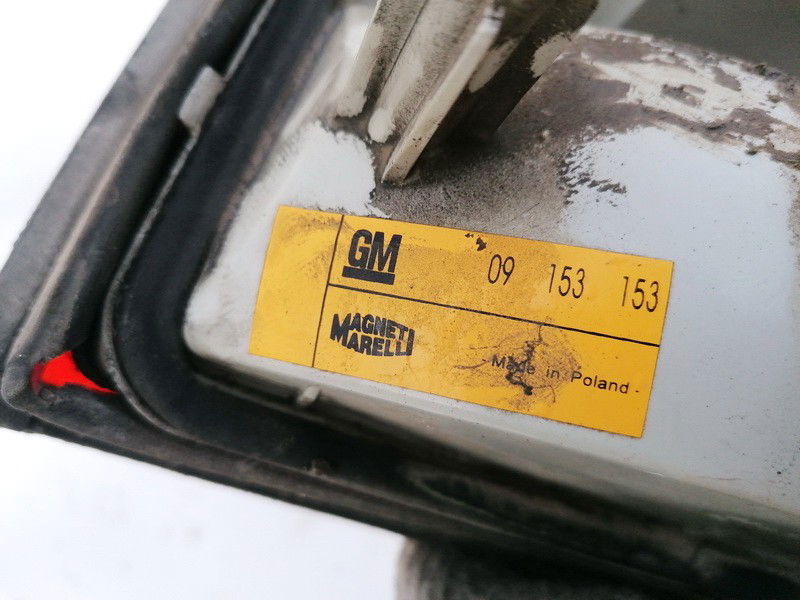 GM 09 153 153
MAGNETI
MARELLI
- Made in Poland -